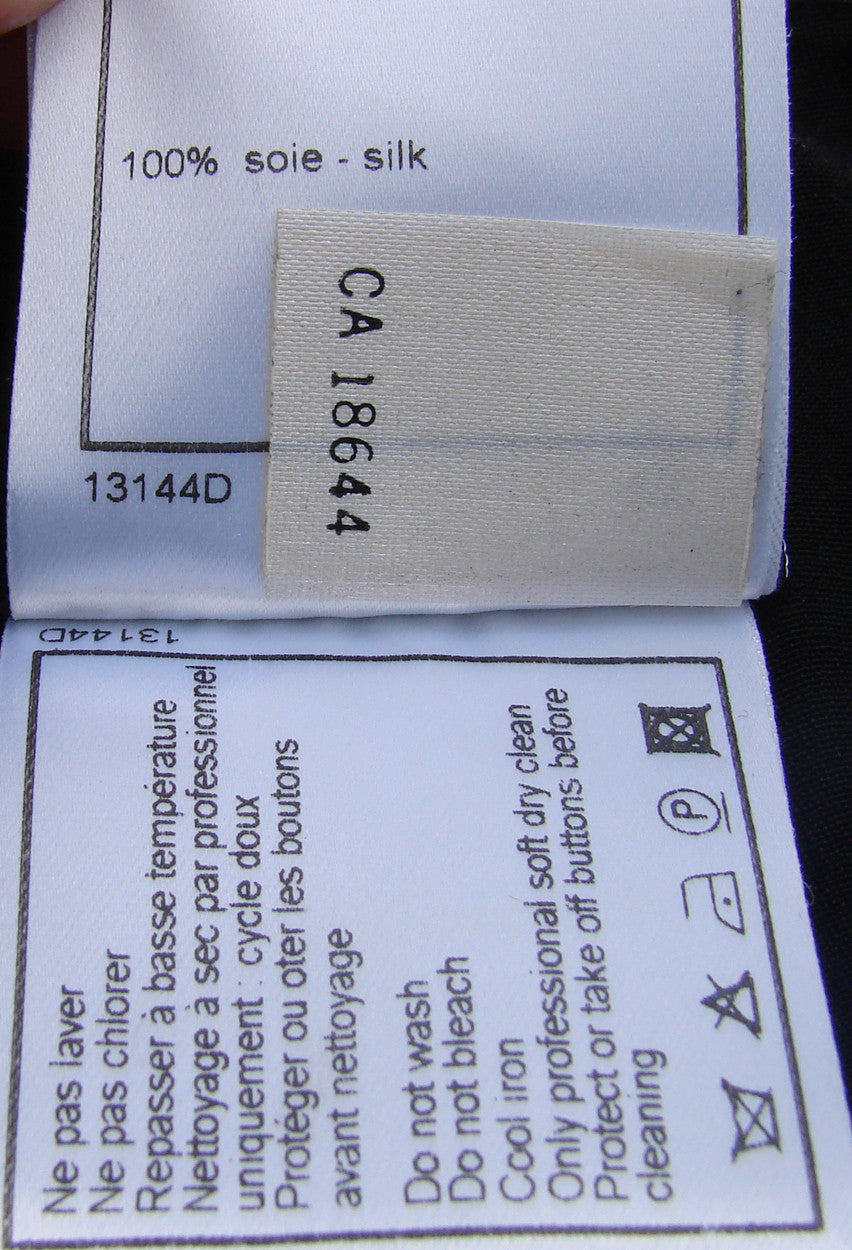 100% soie - silk
CA 18644
13144D
13144D
Ne pas laver
Ne pas chlorer
Repasser à basse température
Nettoyage à sec par professionnel
uniquement : cycle doux
Protéger ou oter les boutons
avant nettoyage
Do not wash
Do not bleach
Cool iron
Only professional soft dry clean
Protect or take off buttons before
cleaning
P